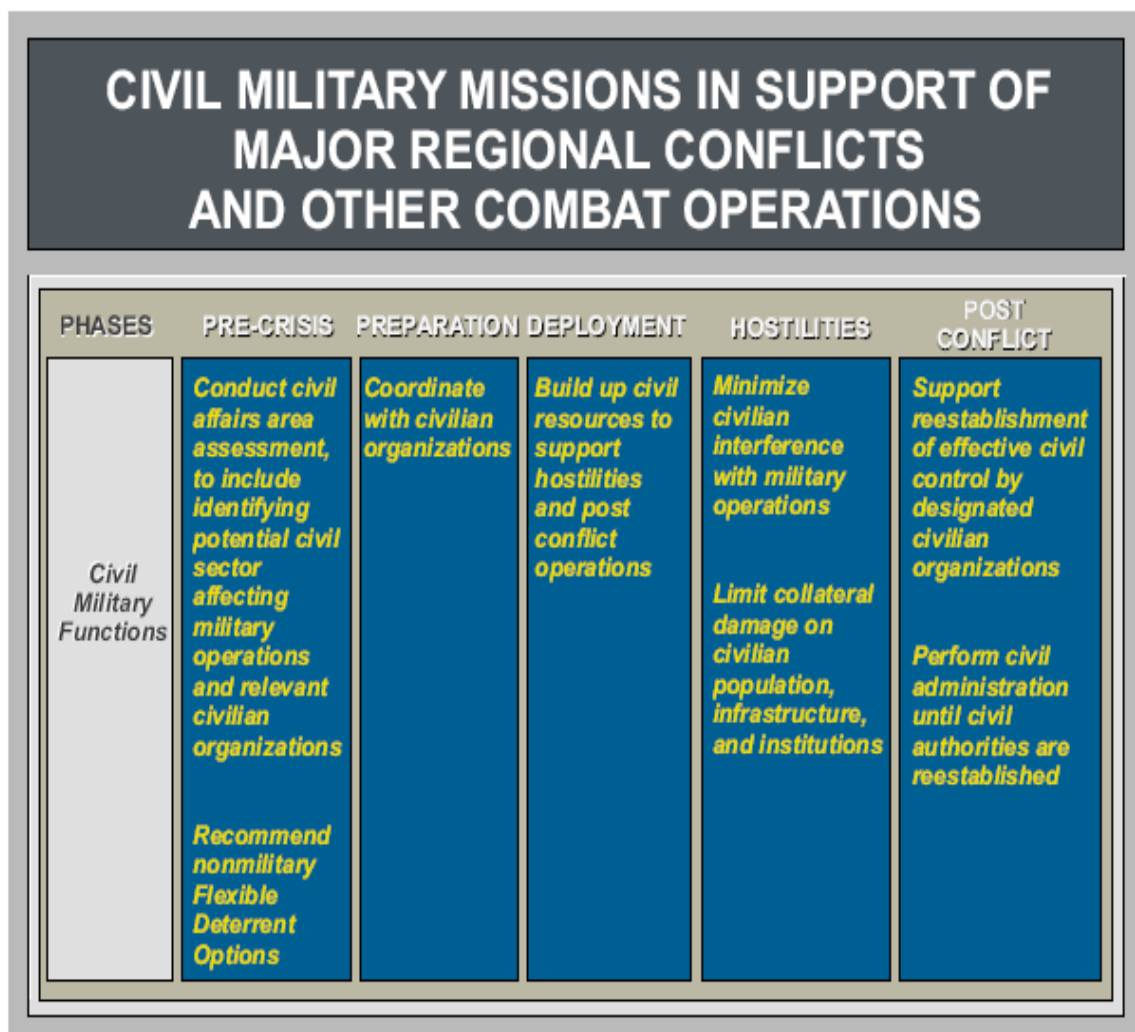 CIVIL MILITARY MISSIONS IN SUPPORT OF
MAJOR REGIONAL CONFLICTS
AND OTHER COMBAT OPERATIONS
PHASES
PRE-CRISIS
PREPARATION
DEPLOYMENT
HOSTILITIES
POST
CONFLICT
Civil
Military
Functions
Conduct civil
affairs area
assessment,
to include
identifying
potential civil
sector
affecting
military
operations
and relevant
civilian
organizations
Recommend
nonmilitary
Flexible
Deterrent
Options
Coordinate
with civilian
organizations
Build up civil
resources to
support
hostilities
and post
conflict
operations
Minimize
civilian
interference
with military
operations
Limit collateral
damage on
civilian
population,
infrastructure,
and institutions
Support
reestablishment
of effective civil
control by
designated
civilian
organizations
Perform civil
administration
until civil
authorities are
reestablished